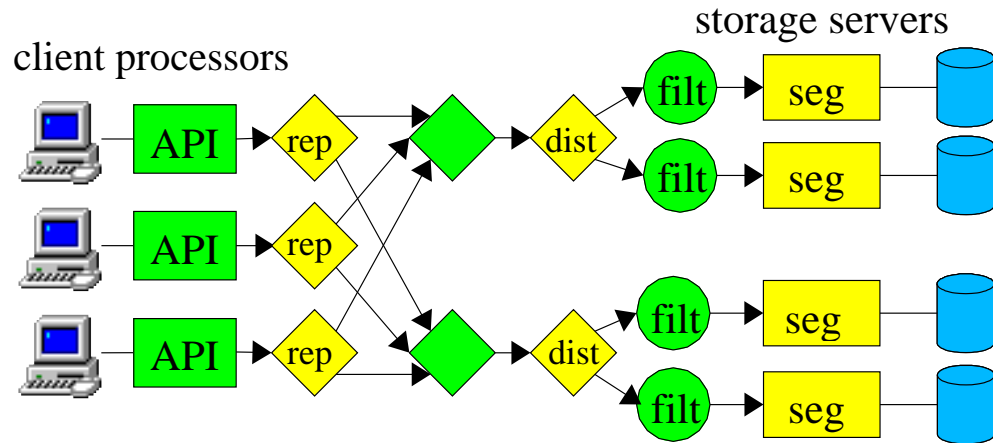 storage servers
client processors
API
rep
dist
filt
seg
filt
seg
API
rep
API
rep
dist
filt
seg
filt
seg